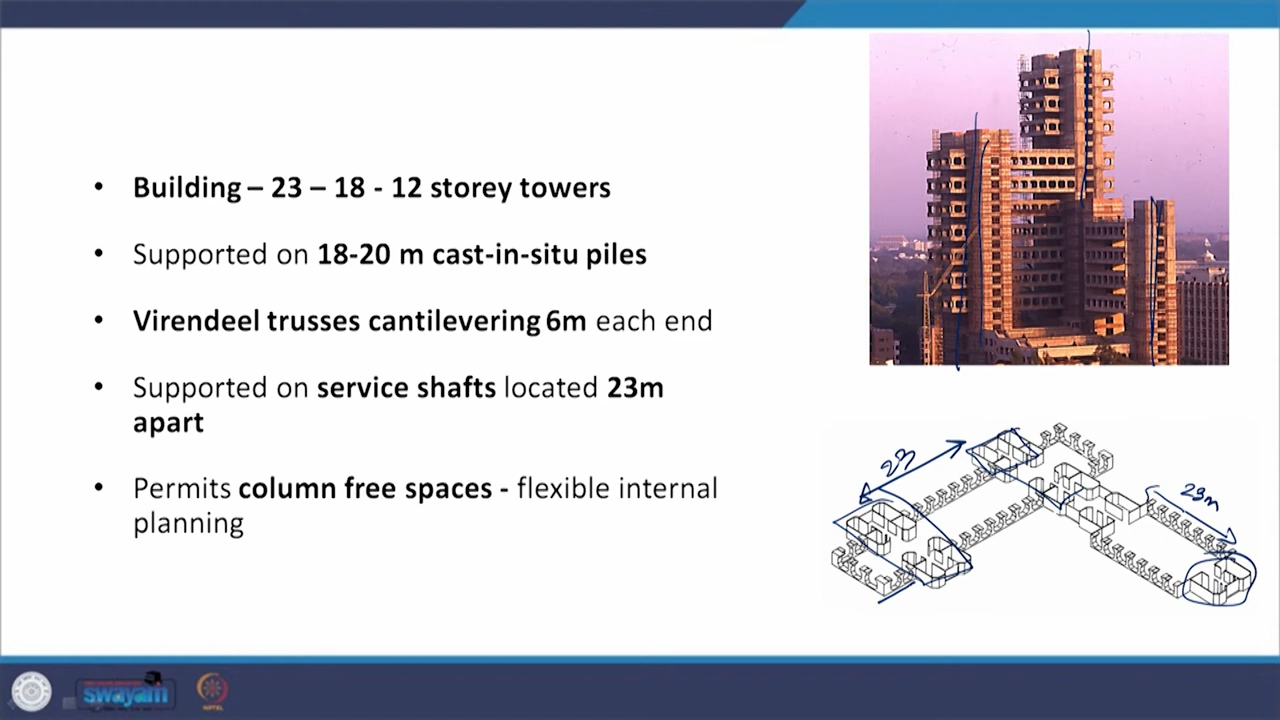 • Building – 23 – 18 - 12 storey towers
• Supported on 18-20 m cast-in-situ piles
• Virendeel trusses cantilevering 6m each end
• Supported on service shafts located 23m
apart
• Permits column free spaces - flexible internal
planning
23
23m
swayam
NPTEL